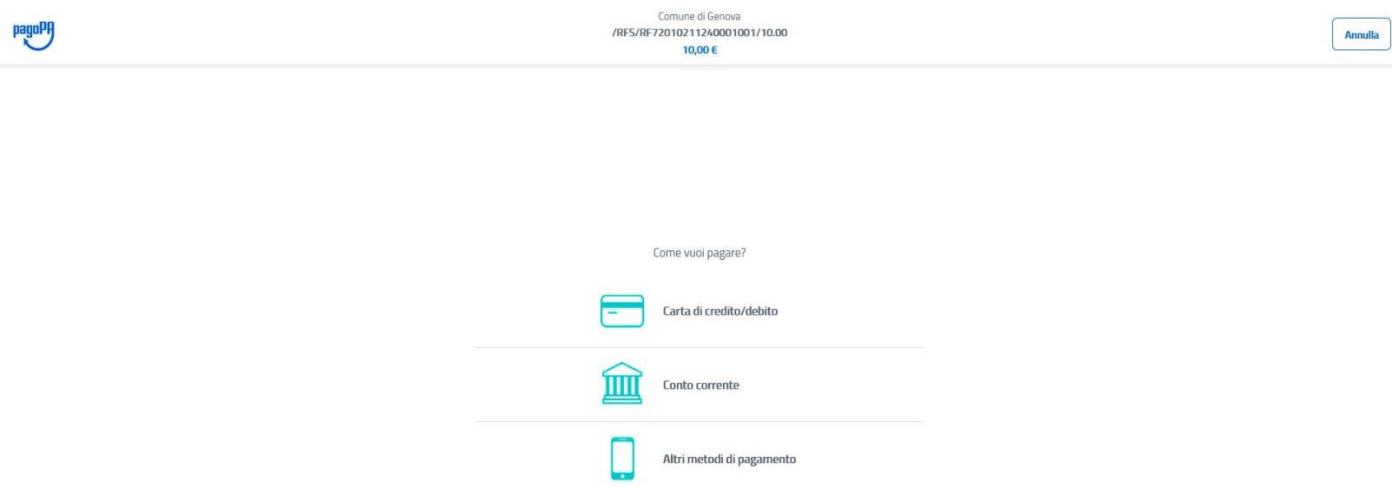 pagoPA
Comune di Genova
/RFS/RF72010211240001001/10.00
10,00 €
Annulla
Come vuoi pagare?
Carta di credito/debito
Conto corrente
Altri metodi di pagamento